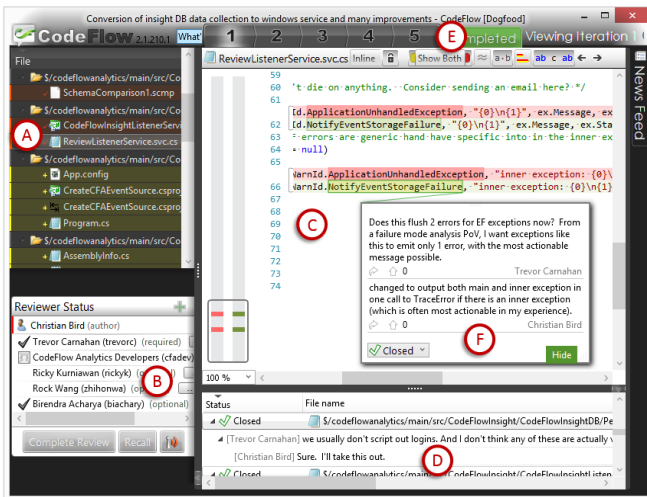 Conversion of insight DB data collection to windows service and many improvements - CodeFlow [Dogfood]
CodeFlow 2.1.210.1 What'
1 2 3 4 5 Completed Viewing Iteration 1
E
File
$/codeflowanalytics/main/src/Co
SchemaComparison1.scmp
$/codeflowanalytics/main/src/Co
CodeFlowInsightListenerServi
A
ReviewListenerService.svc.cs
$/codeflowanalytics/main/src/Co
App.config
CreateCFAEventSource.csproj
CreateCFAEventSource.csproj
Program.cs
$/codeflowanalytics/main/src/Co
AssemblyInfo.cs
Reviewer Status
Christian Bird (author)
Trevor Carnahan (trevorc) (required)
CodeFlow Analytics Developers (cfadev)
Ricky Kurniawan (rickyk)
Rock Wang (zhihonwa)
B
Birendra Acharya (biachary) (optional)
Complete Review Recall
ReviewListenerService.svc.cs Inline Show Both a·b ab c ab
News Feed
59
60 't die on anything. Consider sending an email here? */
61
Id.ApplicationUnhandledException, "{0}\n{1}", ex.Message, ex
62 Id.NotifyEventStorageFailure, "{0}\n{1}", ex.Message, ex.Sta
63 errors are generic hand have specific into in the inner ex
64 null)
65
WarnId.ApplicationUnhandledException, "inner exception: {0}\
66 WarnId.NotifyEventStorageFailure, "inner exception: {0}\n{1}
67
68
69
70
71
72
73
74
C
Does this flush 2 errors for EF exceptions now? From
a failure mode analysis PoV, I want exceptions like
this to emit only 1 error, with the most actionable
message possible.
0 Trevor Carnahan
changed to output both main and inner exception in
one call to TraceError if there is an inner exception
(which is often most actionable in my experience).
0 Christian Bird
F
Closed Hide
100 %
Status File name
Closed $/codeflowanalytics/main/src/CodeFlowInsight/CodeFlowInsightDB/Pe
[Trevor Carnahan] we usually don't script out logins. And I don't think any of these are actually
[Christian Bird] Sure. I'll take this out.
D
Closed $/codeflowanalytics/main/src/CodeFlowInsight/CodeFlowInsightListen